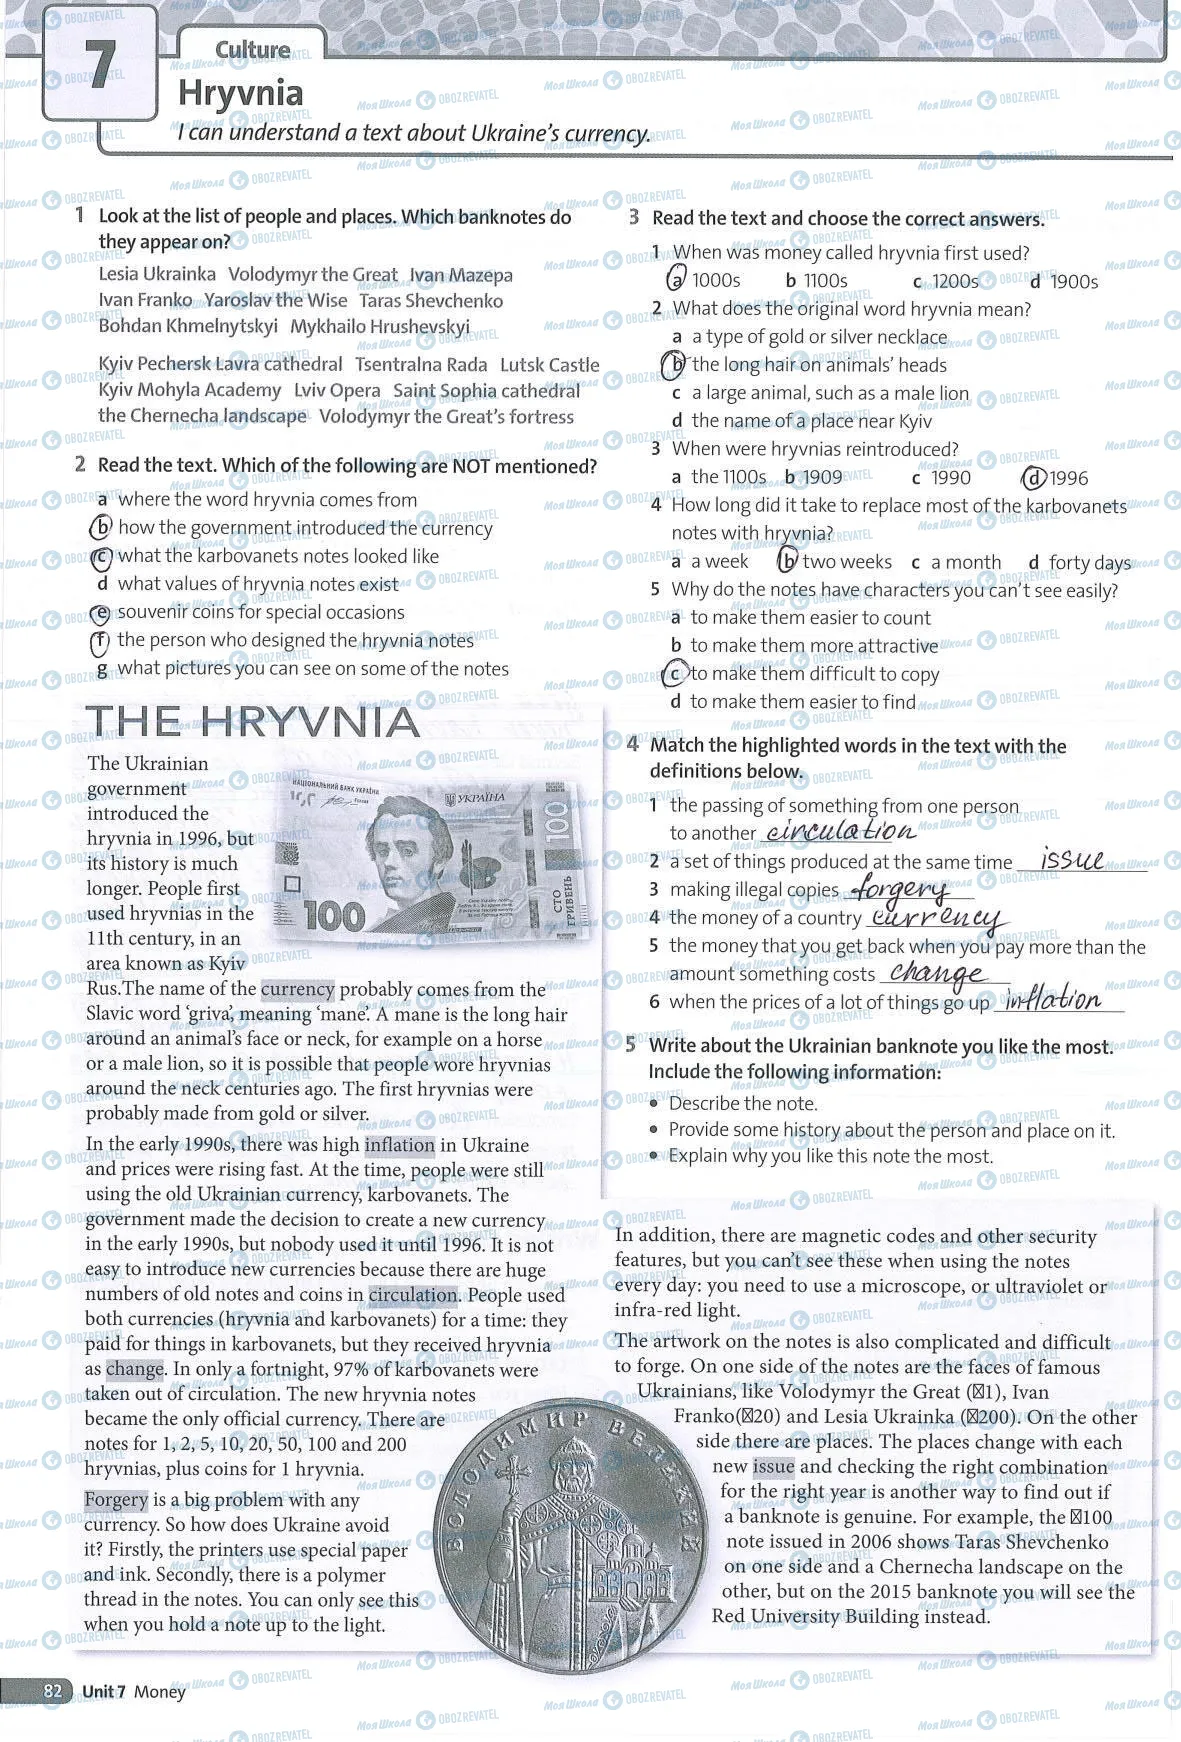 7
Culture
Hryvnia
I can understand a text about Ukraine's currency.
1 Look at the list of people and places. Which banknotes do
they appear on?
Lesia Ukrainka Volodymyr the Great Ivan Mazepa
Ivan Franko Yaroslav the Wise Taras Shevchenko
Bohdan Khmelnytskyi Mykhailo Hrushevskyi
Kyiv Pechersk Lavra cathedral Tsentralna Rada Lutsk Castle
Kyiv Mohyla Academy Lviv Opera Saint Sophia cathedral
the Chernecha landscape Volodymyr the Great's fortress
2 Read the text. Which of the following are NOT mentioned?
a where the word hryvnia comes from
b how the government introduced the currency
c what the karbovanets notes looked like
d what values of hryvnia notes exist
e souvenir coins for special occasions
f the person who designed the hryvnia notes
g what pictures you can see on some of the notes
THE HRYVNIA
The Ukrainian
government
introduced the
hryvnia in 1996, but
its history is much
longer. People first
used hryvnias in the
11th century, in an
area known as Kyiv
Rus.The name of the currency probably comes from the
Slavic word 'griva', meaning 'mane'. A mane is the long hair
around an animal's face or neck, for example on a horse
or a male lion, so it is possible that people wore hryvnias
around the neck centuries ago. The first hryvnias were
probably made from gold or silver.
In the early 1990s, there was high inflation in Ukraine
and prices were rising fast. At the time, people were still
using the old Ukrainian currency, karbovanets. The
government made the decision to create a new currency
in the early 1990s, but nobody used it until 1996. It is not
easy to introduce new currencies because there are huge
numbers of old notes and coins in circulation. People used
both currencies (hryvnia and karbovanets) for a time: they
paid for things in karbovanets, but they received hryvnia
as change. In only a fortnight, 97% of karbovanets were
taken out of circulation. The new hryvnia notes
became the only official currency. There are
notes for 1, 2, 5, 10, 20, 50, 100 and 200
hryvnias, plus coins for 1 hryvnia.
Forgery is a big problem with any
currency. So how does Ukraine avoid
it? Firstly, the printers use special paper
and ink. Secondly, there is a polymer
thread in the notes. You can only see this
when you hold a note up to the light.
НАЦІОНАЛЬНИЙ БАНК УКРАЇНИ
УКРАЇНА
100
100
СТО
ГРИВЕНЬ
ВОЛОДИМИР ВЕЛИКИЙ
3 Read the text and choose the correct answers.
1 When was money called hryvnia first used?
a 1000s b 1100s c 1200s d 1900s
2 What does the original word hryvnia mean?
a a type of gold or silver necklace
b the long hair on animals' heads
c a large animal, such as a male lion
d the name of a place near Kyiv
3 When were hryvnias reintroduced?
a the 1100s b 1909 c 1990 d 1996
4 How long did it take to replace most of the karbovanets
notes with hryvnia?
a a week b two weeks c a month d forty days
5 Why do the notes have characters you can't see easily?
a to make them easier to count
b to make them more attractive
c to make them difficult to copy
d to make them easier to find
4 Match the highlighted words in the text with the
definitions below.
1 the passing of something from one person
to another circulation
2 a set of things produced at the same time issue
3 making illegal copies forgery
4 the money of a country currency
5 the money that you get back when you pay more than the
amount something costs change
6 when the prices of a lot of things go up inflation
5 Write about the Ukrainian banknote you like the most.
Include the following information:
• Describe the note.
• Provide some history about the person and place on it.
• Explain why you like this note the most.
In addition, there are magnetic codes and other security
features, but you can't see these when using the notes
every day: you need to use a microscope, or ultraviolet or
infra-red light.
The artwork on the notes is also complicated and difficult
to forge. On one side of the notes are the faces of famous
Ukrainians, like Volodymyr the Great (☒1), Ivan
Franko(☒20) and Lesia Ukrainka (☒200). On the other
side there are places. The places change with each
new issue and checking the right combination
for the right year is another way to find out if
a banknote is genuine. For example, the ☒100
note issued in 2006 shows Taras Shevchenko
on one side and a Chernecha landscape on the
other, but on the 2015 banknote you will see the
Red University Building instead.
82 Unit 7 Money
Моя Школа OBOZREVATEL